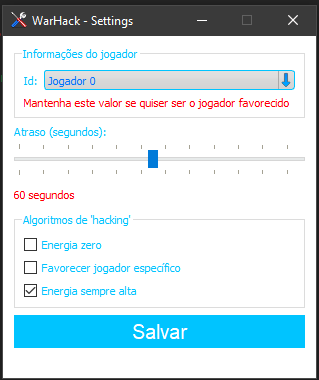 WarHack - Settings
Informações do jogador
Id: Jogador 0
Mantenha este valor se quiser ser o jogador favorecido
Atraso (segundos):
60 segundos
Algoritmos de 'hacking'
Energia zero
Favorecer jogador específico
Energia sempre alta
Salvar